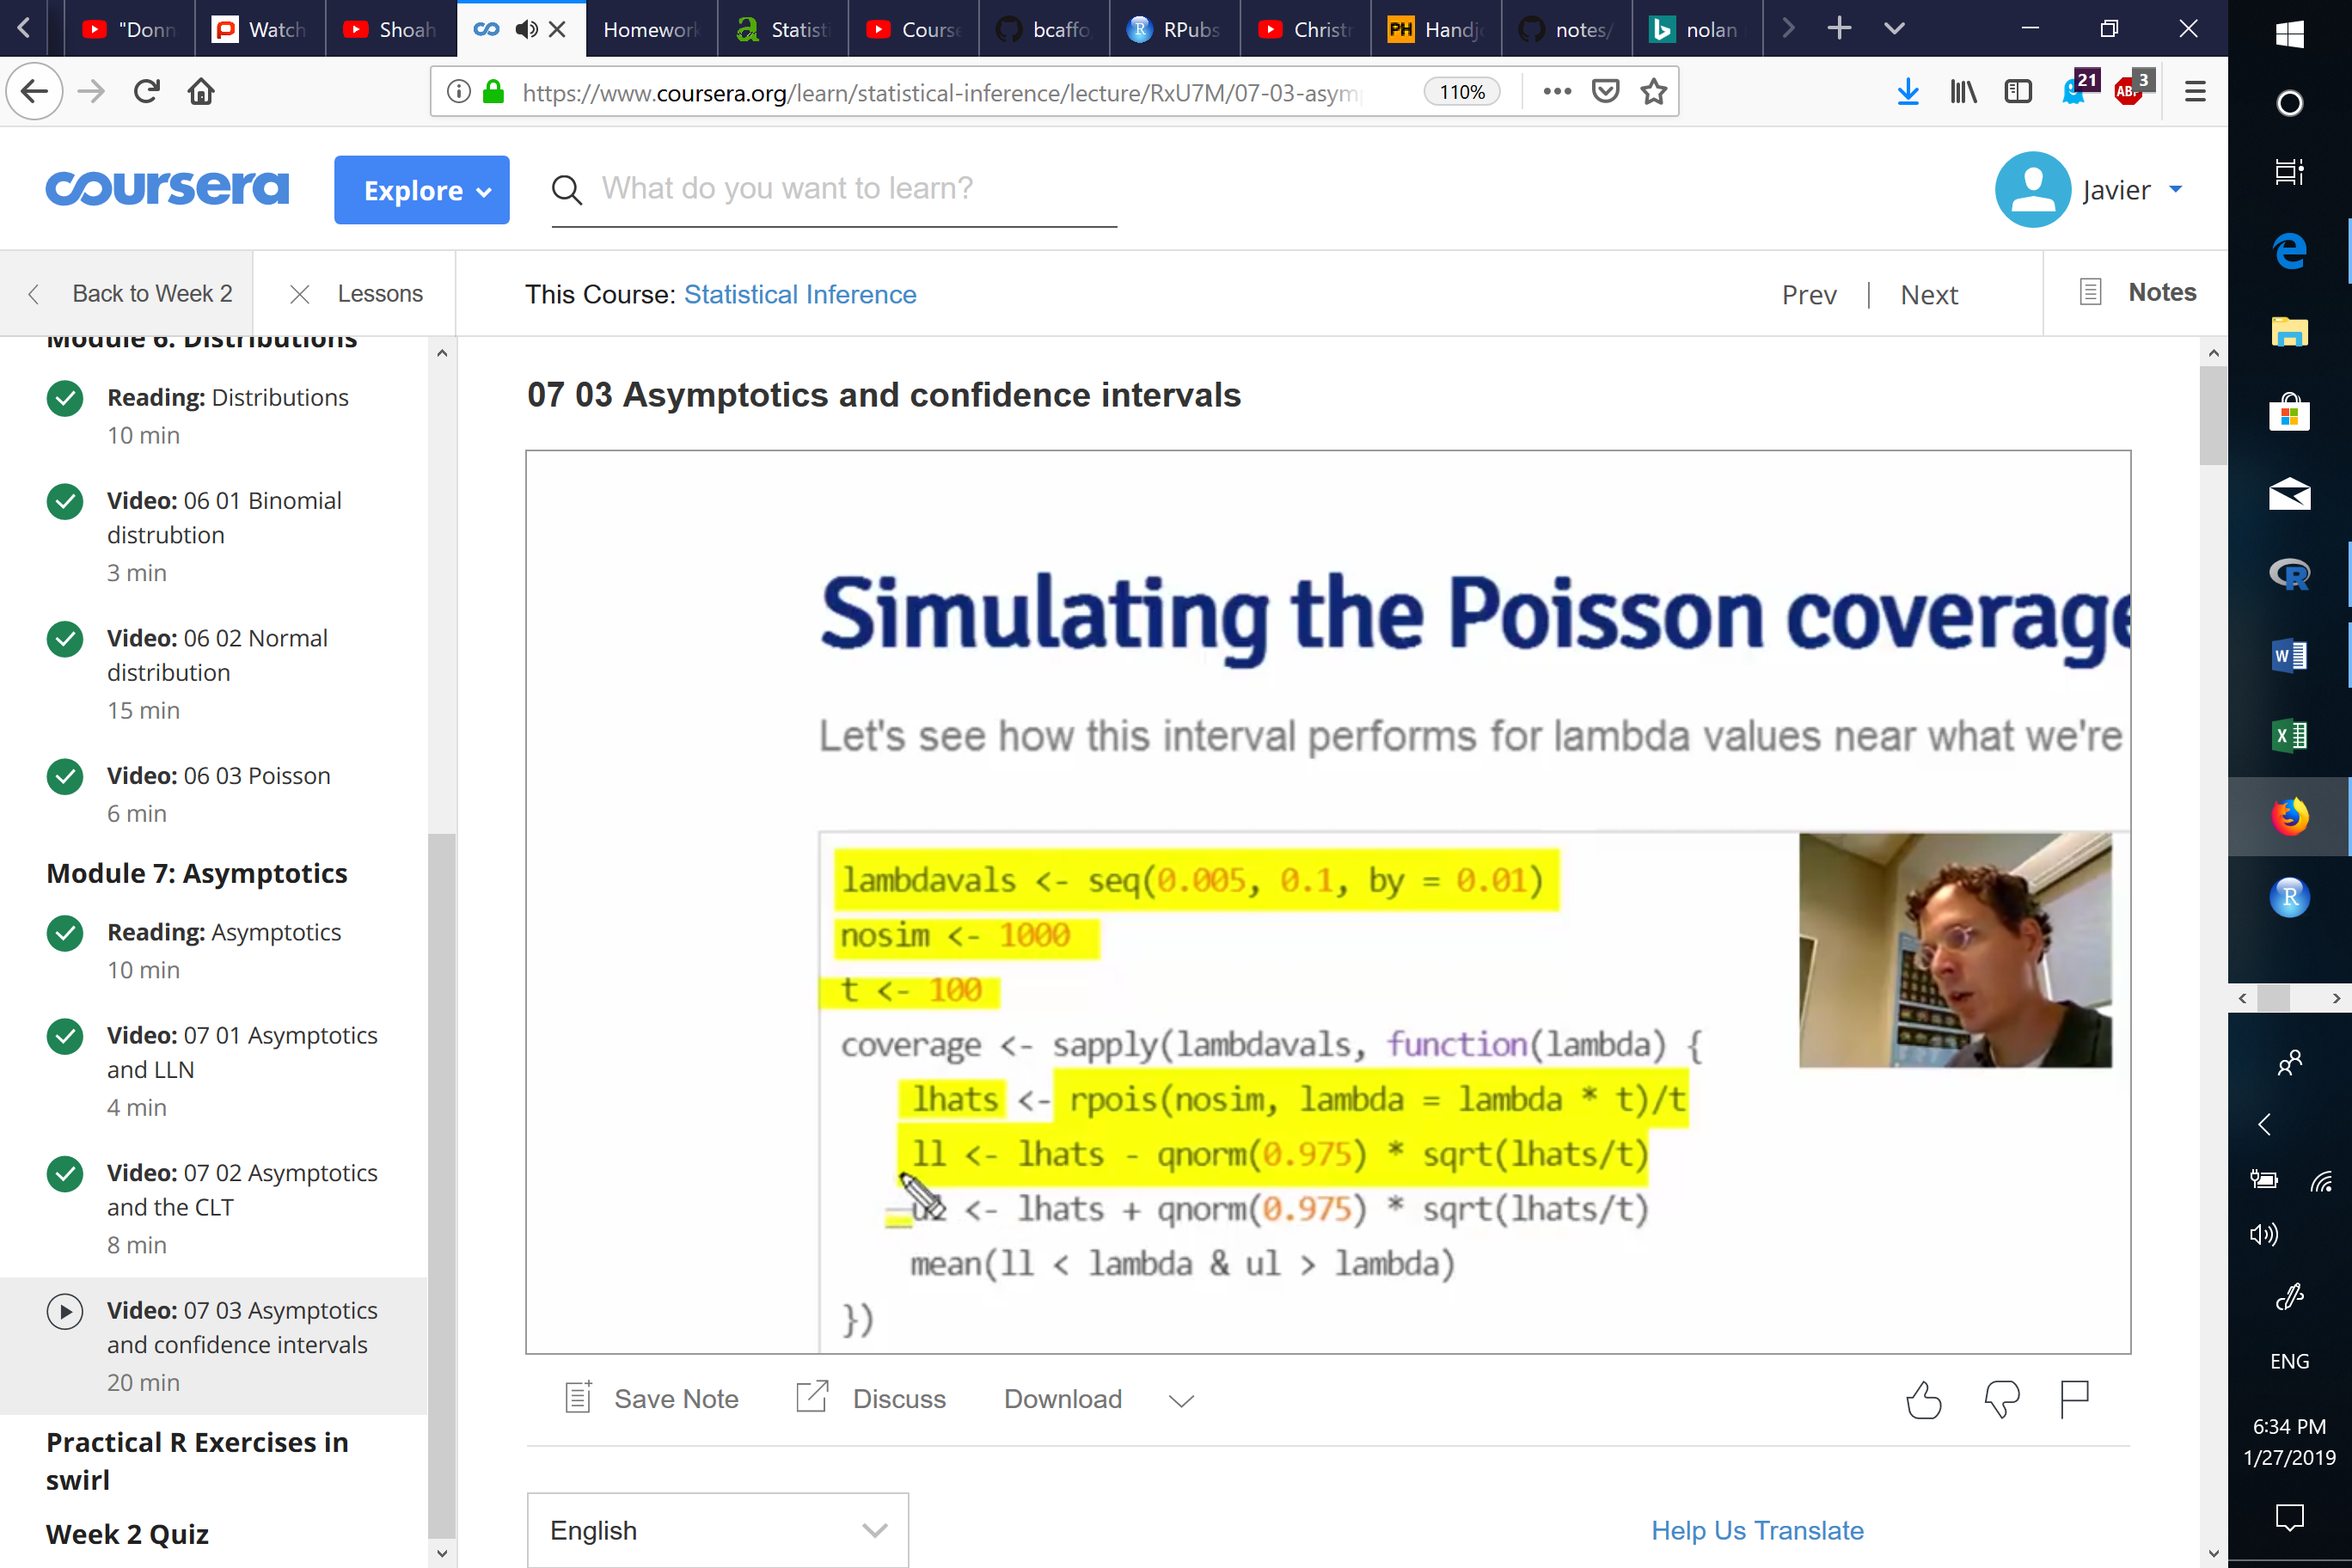 "Donn
Watch
Shoah
Homework
Statisti
Course
bcaffo
RPubs
Christm
PH Handj
notes/
nolan
https://www.coursera.org/learn/statistical-inference/lecture/RxU7M/07-03-asymp
110%
21
ABP
3
coursera
Explore
What do you want to learn?
Javier
Back to Week 2
Lessons
This Course: Statistical Inference
Prev | Next
Notes
Module 6: Distributions
Reading: Distributions
10 min
Video: 06 01 Binomial
distrubtion
3 min
Video: 06 02 Normal
distribution
15 min
Video: 06 03 Poisson
6 min
Module 7: Asymptotics
Reading: Asymptotics
10 min
Video: 07 01 Asymptotics
and LLN
4 min
Video: 07 02 Asymptotics
and the CLT
8 min
Video: 07 03 Asymptotics
and confidence intervals
20 min
Practical R Exercises in
swirl
Week 2 Quiz
07 03 Asymptotics and confidence intervals
Simulating the Poisson coverage
Let's see how this interval performs for lambda values near what we're
lambdavals <- seq(0.005, 0.1, by = 0.01)
nosim <- 1000
t <- 100
coverage <- sapply(lambdavals, function(lambda) {
lhats <- rpois(nosim, lambda = lambda * t)/t
ll <- lhats - qnorm(0.975) * sqrt(lhats/t)
ul <- lhats + qnorm(0.975) * sqrt(lhats/t)
mean(ll < lambda & ul > lambda)
})
Save Note
Discuss
Download
English
Help Us Translate
ENG
6:34 PM
1/27/2019